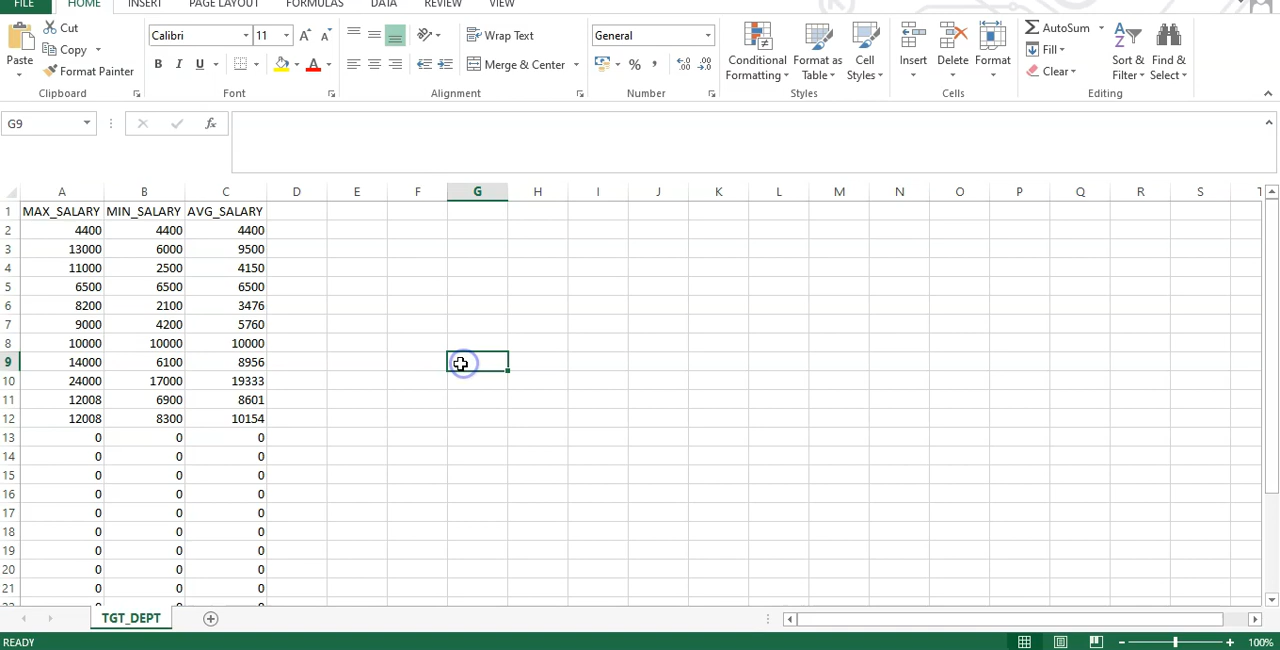 FILE HOME INSERT PAGE LAYOUT FORMULAS DATA REVIEW VIEW
Cut Calibri 11 Wrap Text General AutoSum
Copy Fill
Paste Format Painter B I U Merge & Center % , Conditional Formatting Format as Table Cell Styles Insert Delete Format Clear Sort & Filter Find & Select
Clipboard Font Alignment Number Styles Cells Editing
G9 fx
A B C D E F G H I J K L M N O P Q R S T
1 MAX_SALARY MIN_SALARY AVG_SALARY
2 4400 4400 4400
3 13000 6000 9500
4 11000 2500 4150
5 6500 6500 6500
6 8200 2100 3476
7 9000 4200 5760
8 10000 10000 10000
9 14000 6100 8956
10 24000 17000 19333
11 12008 6900 8601
12 12008 8300 10154
13 0 0 0
14 0 0 0
15 0 0 0
16 0 0 0
17 0 0 0
18 0 0 0
19 0 0 0
20 0 0 0
21 0 0 0
TGT_DEPT
READY 100%